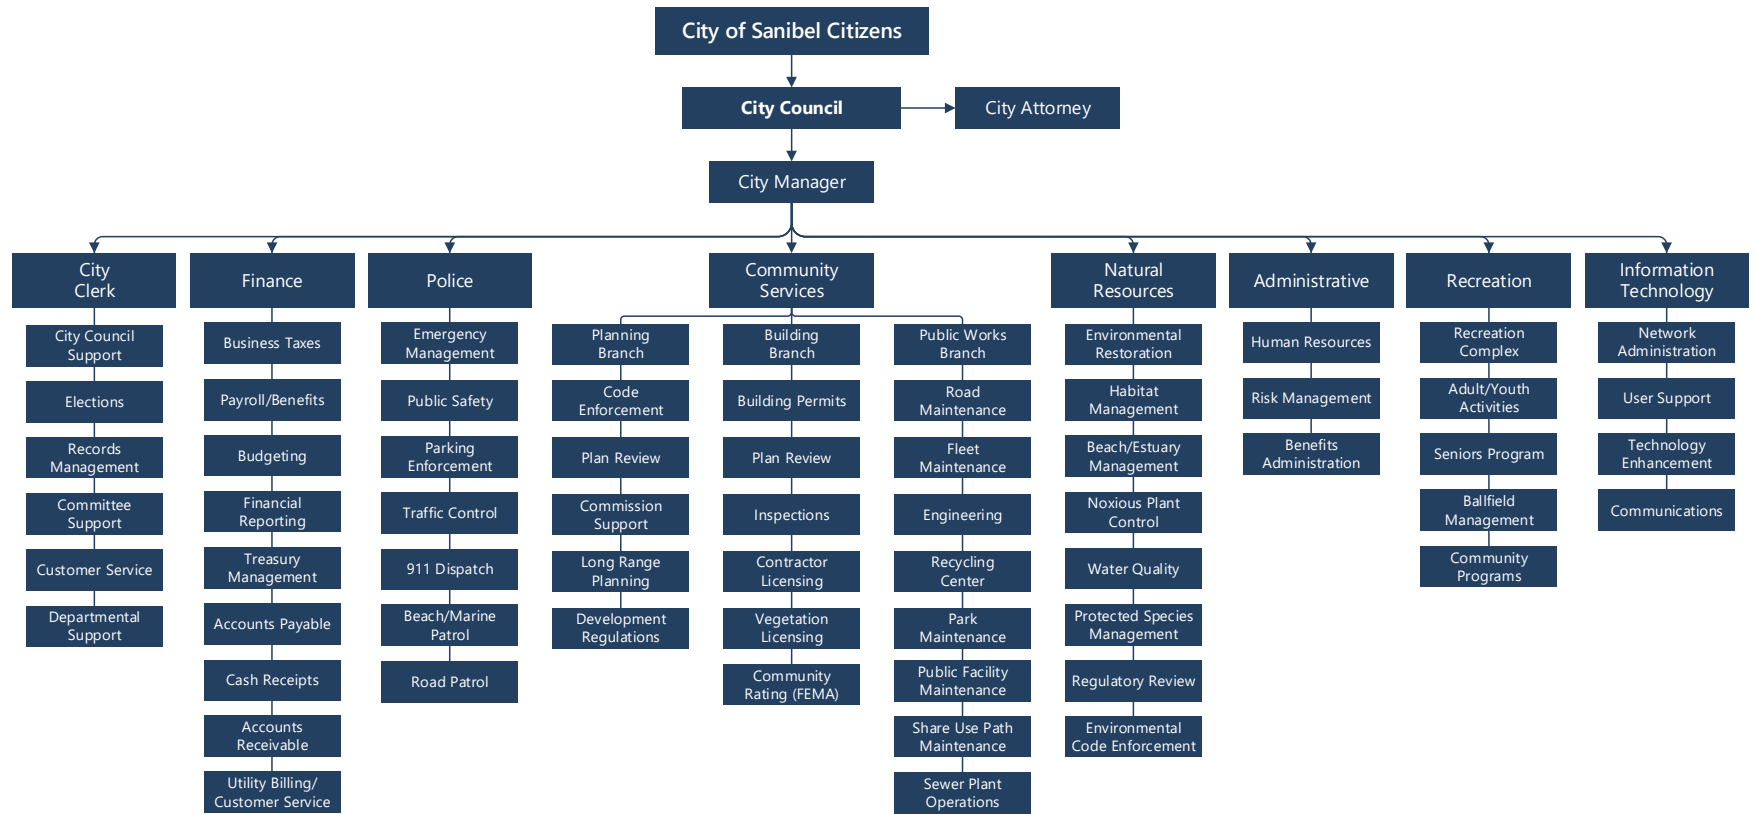 City of Sanibel Citizens
City Council
City Attorney
City Manager
City
Clerk
City Council
Support
Elections
Records
Management
Committee
Support
Customer Service
Departmental
Support
Finance
Business Taxes
Payroll/Benefits
Budgeting
Financial
Reporting
Treasury
Management
Accounts Payable
Cash Receipts
Accounts
Receivable
Utility Billing/
Customer Service
Police
Emergency
Management
Public Safety
Parking
Enforcement
Traffic Control
911 Dispatch
Beach/Marine
Patrol
Road Patrol
Community
Services
Planning
Branch
Code
Enforcement
Plan Review
Commission
Support
Long Range
Planning
Development
Regulations
Building
Branch
Building Permits
Plan Review
Inspections
Contractor
Licensing
Vegetation
Licensing
Community
Rating (FEMA)
Public Works
Branch
Road
Maintenance
Fleet
Maintenance
Engineering
Recycling
Center
Park
Maintenance
Public Facility
Maintenance
Share Use Path
Maintenance
Sewer Plant
Operations
Natural
Resources
Environmental
Restoration
Habitat
Management
Beach/Estuary
Management
Noxious Plant
Control
Water Quality
Protected Species
Management
Regulatory Review
Environmental
Code Enforcement
Administrative
Human Resources
Risk Management
Benefits
Administration
Recreation
Recreation
Complex
Adult/Youth
Activities
Seniors Program
Ballfield
Management
Community
Programs
Information
Technology
Network
Administration
User Support
Technology
Enhancement
Communications